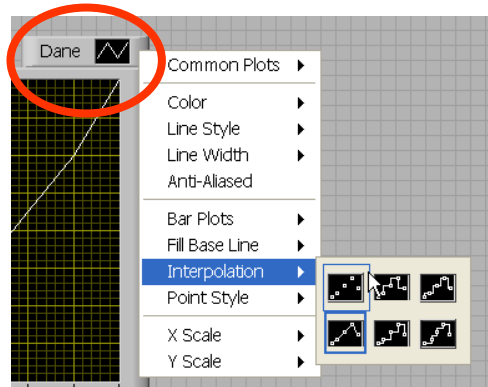 Dane
Common Plots
Color
Line Style
Line Width
Anti-Aliased
Bar Plots
Fill Base Line
Interpolation
Point Style
X Scale
Y Scale